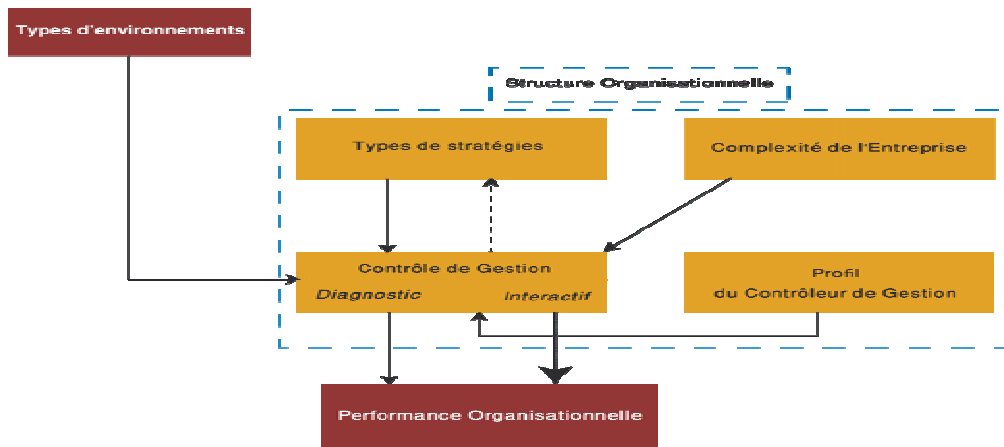 Types d'environnements
Structure Organisationnelle
Types de stratégies
Complexité de l'Entreprise
Contrôle de Gestion
Diagnostic Interactif
Profil
du Contrôleur de Gestion
Performance Organisationnelle